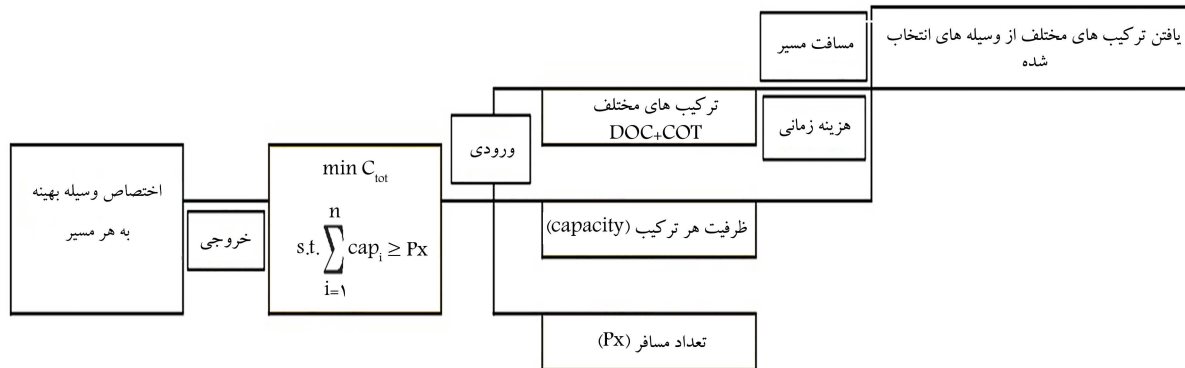 یافتن ترکیب های مختلف از وسیله های انتخاب
شده
مسافت مسیر
هزینه زمانی
ترکیب های مختلف
DOC+COT
ظرفیت هر ترکیب (capacity)
تعداد مسافر (Px)
ورودی
min C_tot
s.t. ∑_{i=۱}^{n} cap_i ≥ Px
خروجی
اختصاص وسیله بهینه
به هر مسیر